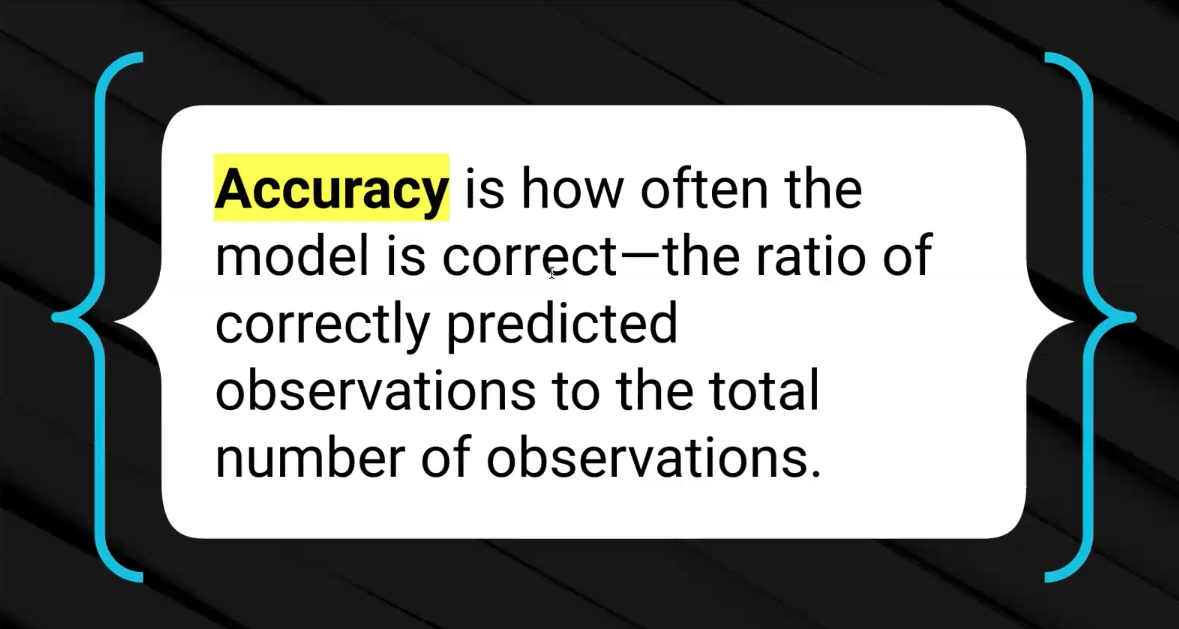 Accuracy is how often the
model is correct—the ratio of
correctly predicted
observations to the total
number of observations.